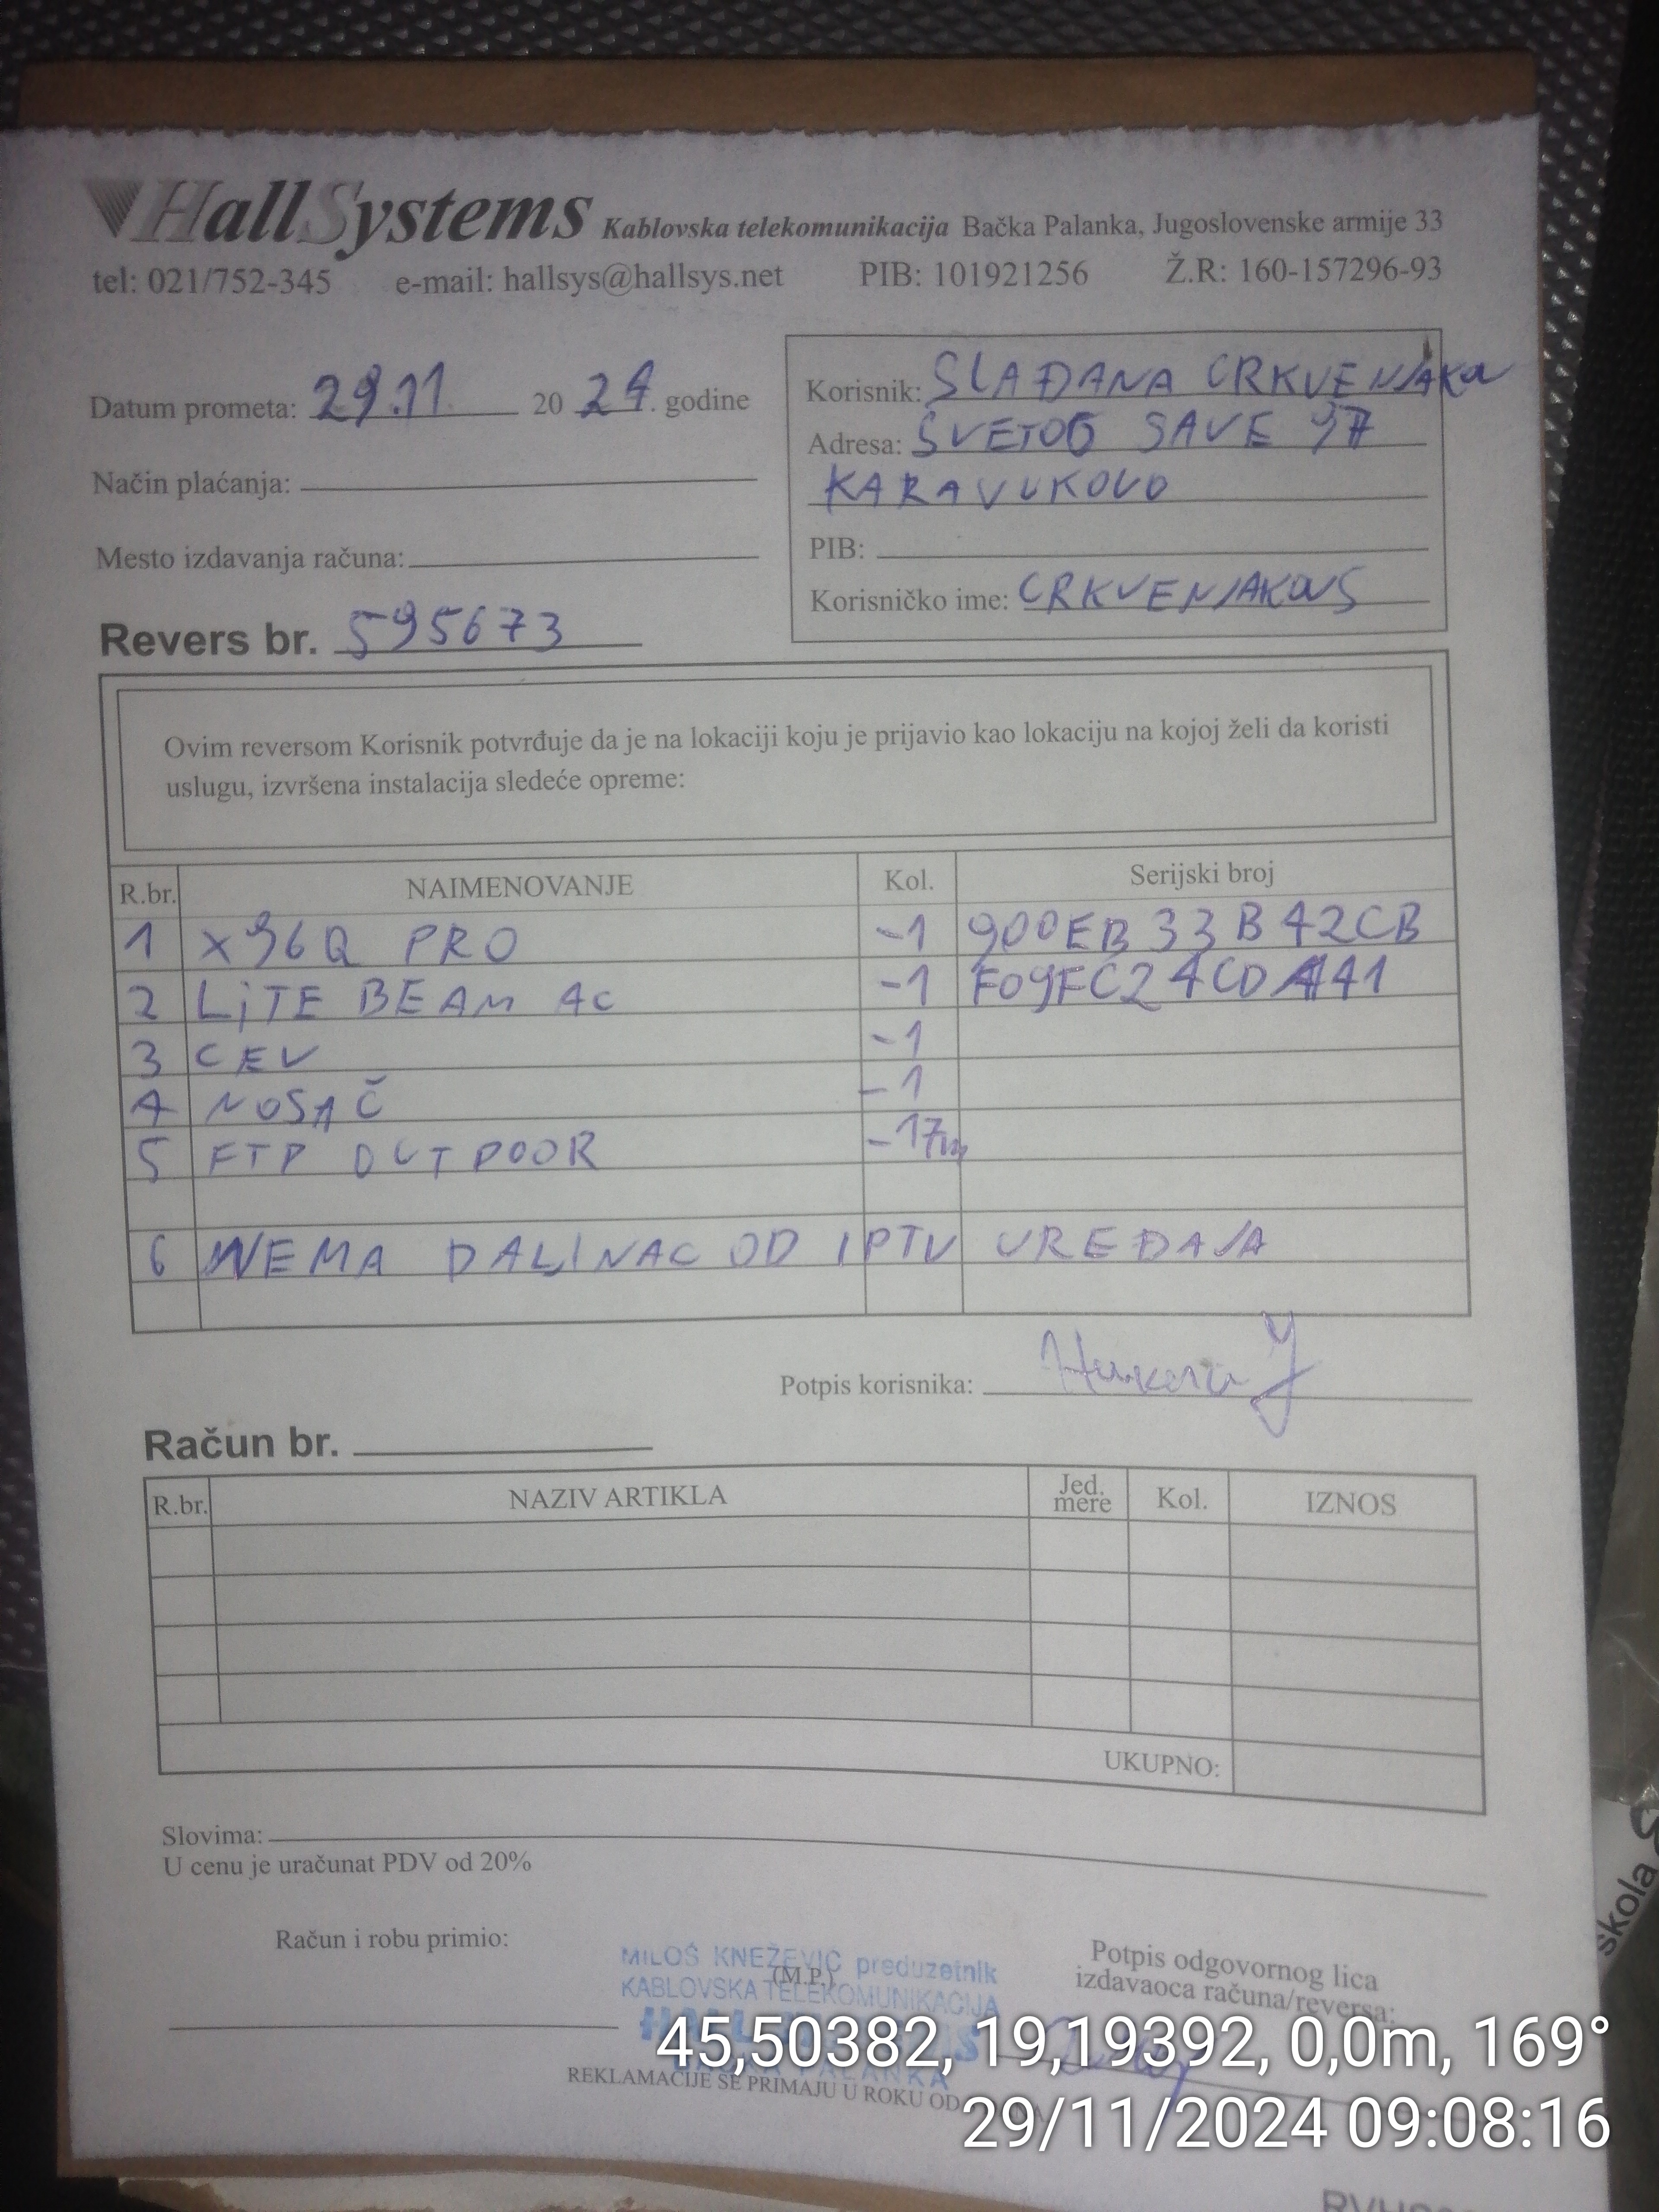 HallSystems Kablovska telekomunikacija Bačka Palanka, Jugoslovenske armije 33
tel: 021/752-345 e-mail: hallsys@hallsys.net PIB: 101921256 Ž.R: 160-157296-93
Datum prometa: 29.11. 20 24. godine
Način plaćanja:
Mesto izdavanja računa:
Revers br. 595673
Korisnik: SLAĐANA CRKVENJAKOV
Adresa: SVETOG SAVE 97
KARAVUKOVO
PIB:
Korisničko ime: CRKVENJAKOVS
Ovim reversom Korisnik potvrđuje da je na lokaciji koju je prijavio kao lokaciju na kojoj želi da koristi
uslugu, izvršena instalacija sledeće opreme:
R.br. NAIMENOVANJE Kol. Serijski broj
1 X96Q PRO -1 900EB33B42CB
2 LiTE BEAM AC -1
3 CEV -1
4 NOSAČ -1
5 FTP OUTDOOR -17m
6 NEMA DALINAC OD IPTV UREĐAJA
Potpis korisnika:
Račun br.
R.br. NAZIV ARTIKLA Jed. mere Kol. IZNOS
UKUPNO:
Slovima:
U cenu je uračunat PDV od 20%
Račun i robu primio:
MILOŠ KNEŽEVIĆ preduzetnik
(M.P.)
KABLOVSKA TELEKOMUNIKACIJA
PALANKA
Potpis odgovornog lica
izdavaoca računa/reversa:
REKLAMACIJE SE PRIMAJU U ROKU OD
45,50382, 19,19392, 0,0m, 169°
29/11/2024 09:08:16
skola